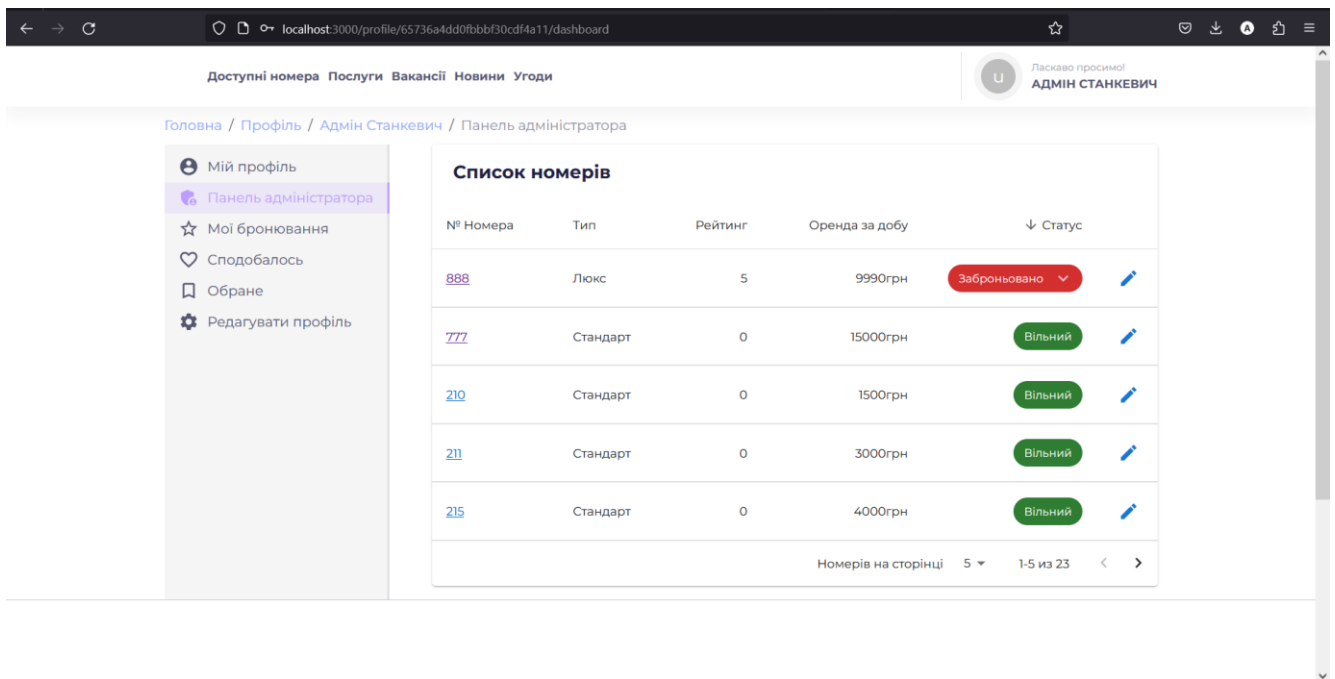 localhost:3000/profile/65736a4dd0fbbbf30cdf4a11/dashboard
Доступні номера Послуги Вакансії Новини Угоди
u
Ласкаво просимо!
АДМІН СТАНКЕВИЧ
Головна / Профіль / Адмін Станкевич / Панель адміністратора
Мій профіль
Панель адміністратора
Мої бронювання
Сподобалось
Обране
Редагувати профіль
Список номерів
№ Номера Тип Рейтинг Оренда за добу Статус
888 Люкс 5 9990грн Заброньовано
777 Стандарт 0 15000грн Вільний
210 Стандарт 0 1500грн Вільний
211 Стандарт 0 3000грн Вільний
215 Стандарт 0 4000грн Вільний
Номерів на сторінці 5 1-5 из 23